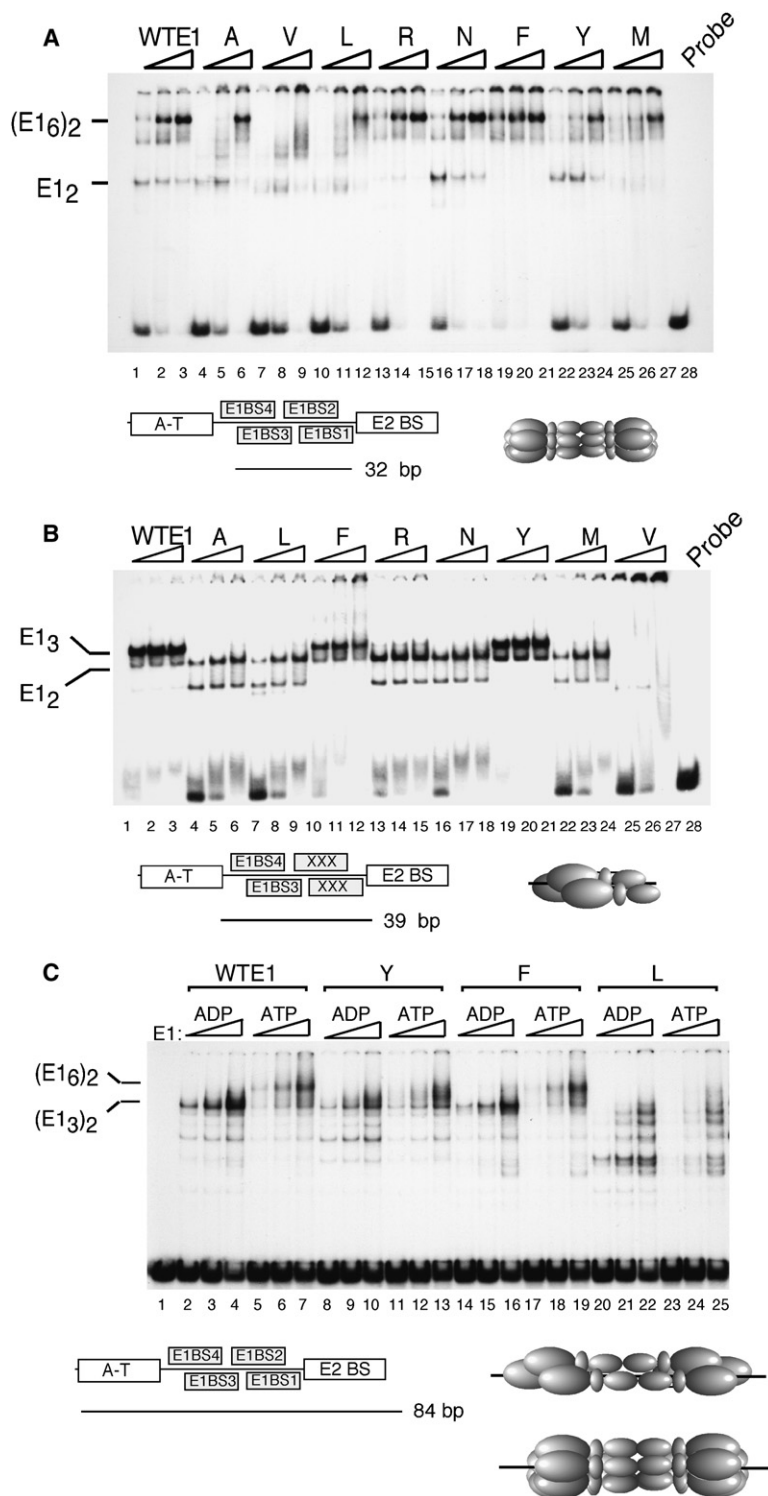 A
WTE1 A V L R N F Y M Probe
(E1₆)₂
E1₂
1 2 3 4 5 6 7 8 9 10 11 12 13 14 15 16 17 18 19 20 21 22 23 24 25 26 27 28
A-T E1BS4 E1BS2 E2 BS
E1BS3 E1BS1
32 bp
B
WTE1 A L F R N Y M V Probe
E1₃
E1₂
1 2 3 4 5 6 7 8 9 10 11 12 13 14 15 16 17 18 19 20 21 22 23 24 25 26 27 28
A-T E1BS4 XXX E2 BS
E1BS3 XXX
39 bp
C
WTE1 Y F L
ADP ATP ADP ATP ADP ATP ADP ATP
E1:
(E1₆)₂
(E1₃)₂
1 2 3 4 5 6 7 8 9 10 11 12 13 14 15 16 17 18 19 20 21 22 23 24 25
A-T E1BS4 E1BS2 E2 BS
E1BS3 E1BS1
84 bp